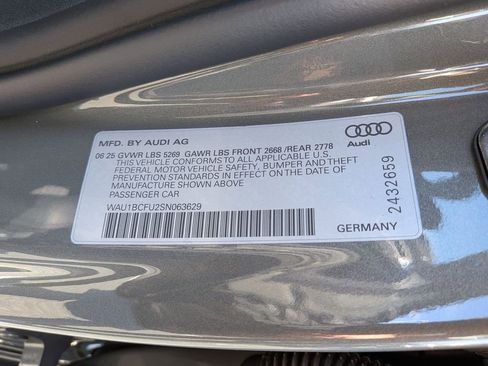 MFD. BY AUDI AG
06 25 GVWR LBS 5269 GAWR LBS FRONT 2668 /REAR 2778
THIS VEHICLE CONFORMS TO ALL APPLICABLE U.S.
FEDERAL MOTOR VEHICLE SAFETY, BUMPER AND THEFT
PREVENTION STANDARDS IN EFFECT ON THE DATE OF
MANUFACTURE SHOWN ABOVE
PASSENGER CAR
WAU1BCFU2SN063629
Audi
2432659
GERMANY